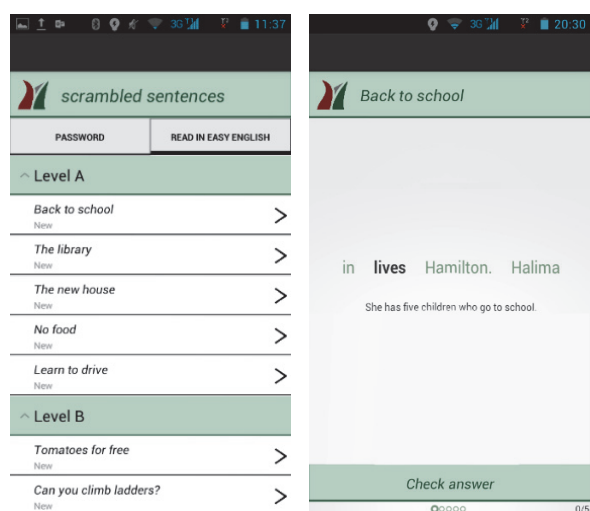 3G 11:37
scrambled sentences
PASSWORD READ IN EASY ENGLISH
Level A
Back to school
New
The library
New
The new house
New
No food
New
Learn to drive
New
Level B
Tomatoes for free
New
Can you climb ladders?
New
3G 20:30
Back to school
in lives Hamilton. Halima
She has five children who go to school.
Check answer
0/5